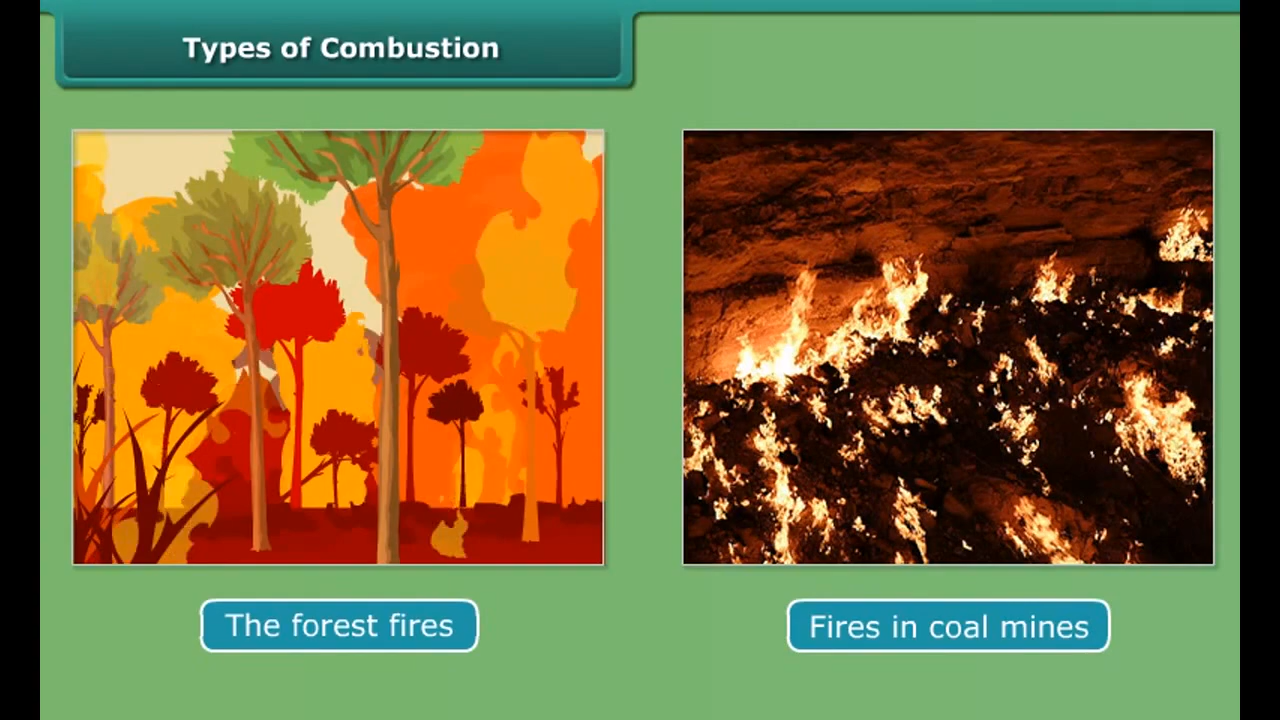 Types of Combustion
The forest fires
Fires in coal mines